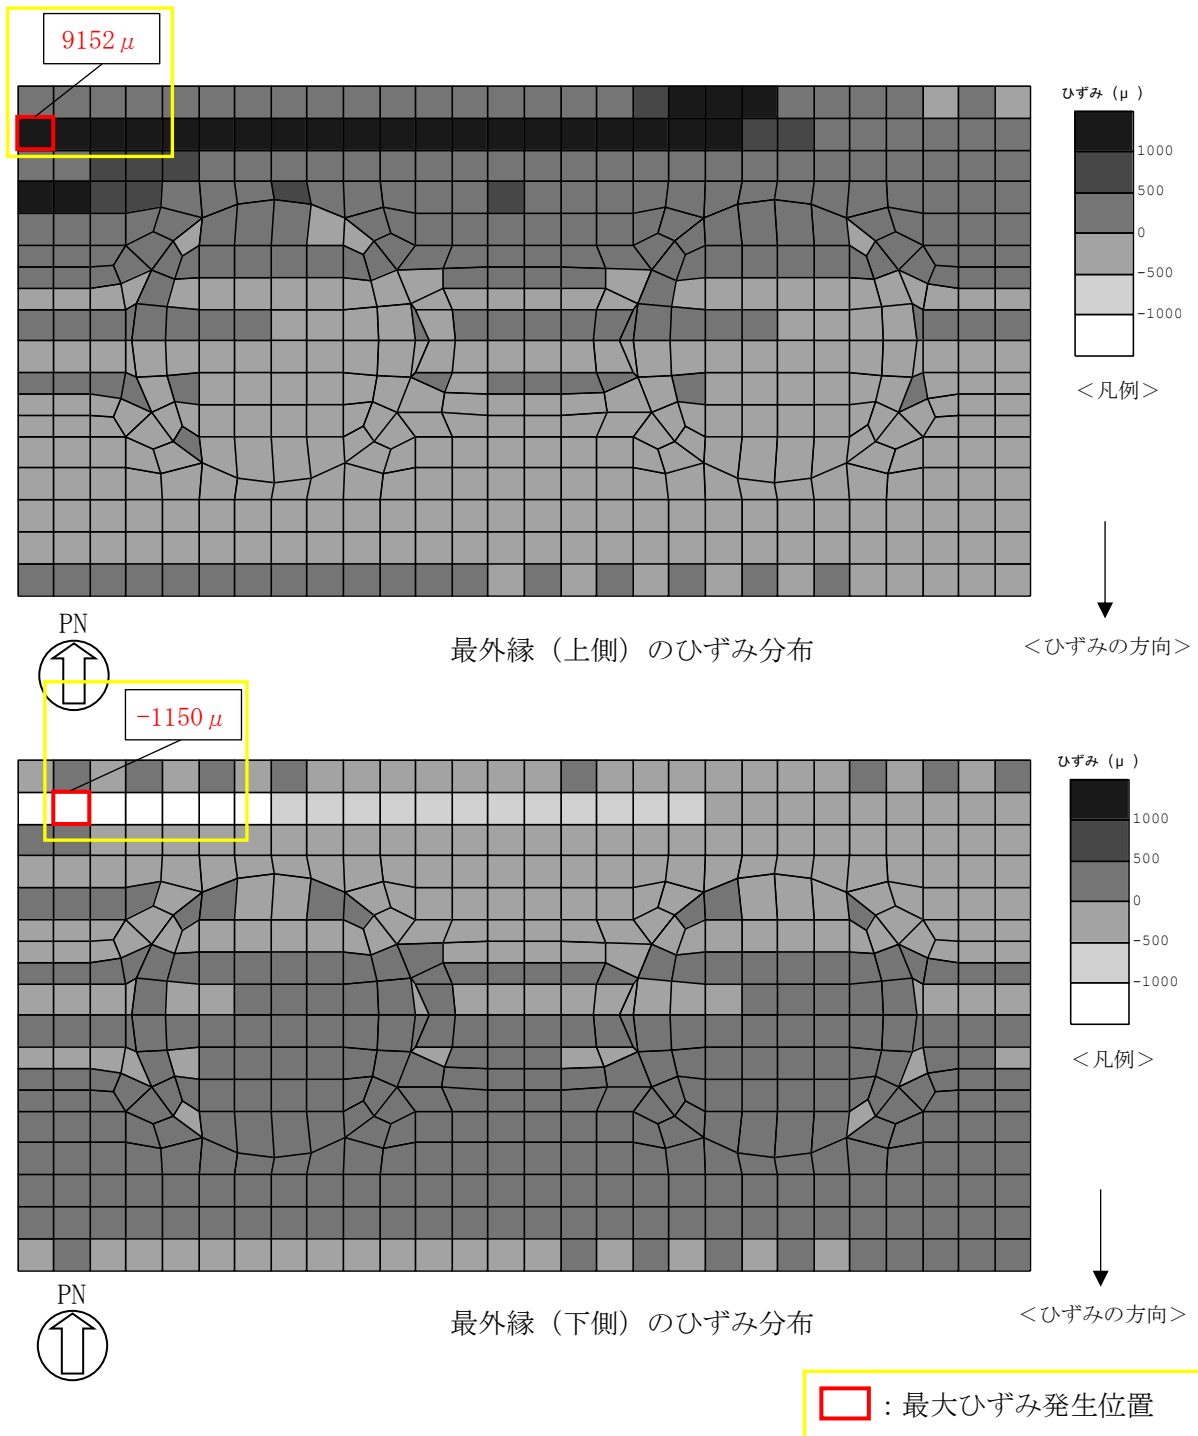 9152μ
ひずみ (μ )
1000
500
0
-500
-1000
＜凡例＞
PN
最外縁（上側）のひずみ分布
＜ひずみの方向＞
-1150μ
ひずみ (μ )
1000
500
0
-500
-1000
＜凡例＞
PN
最外縁（下側）のひずみ分布
＜ひずみの方向＞
：最大ひずみ発生位置